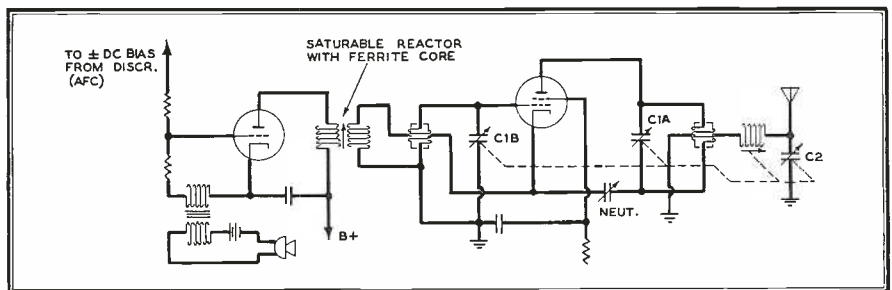 TO ± DC BIAS
FROM DISCR.
(AFC)
SATURABLE REACTOR
WITH FERRITE CORE
C1B
C1A
C2
NEUT.
B+